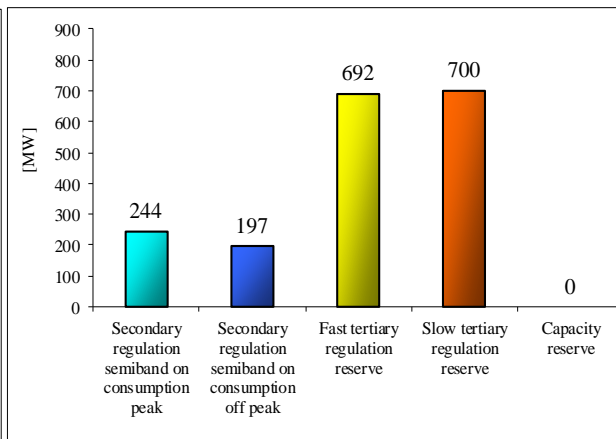 [MW]
900
800
700
600
500
400
300
200
100
0
244
197
692
700
0
Secondary
regulation
semiband on
consumption
peak
Secondary
regulation
semiband on
consumption
off peak
Fast tertiary
regulation
reserve
Slow tertiary
regulation
reserve
Capacity
reserve